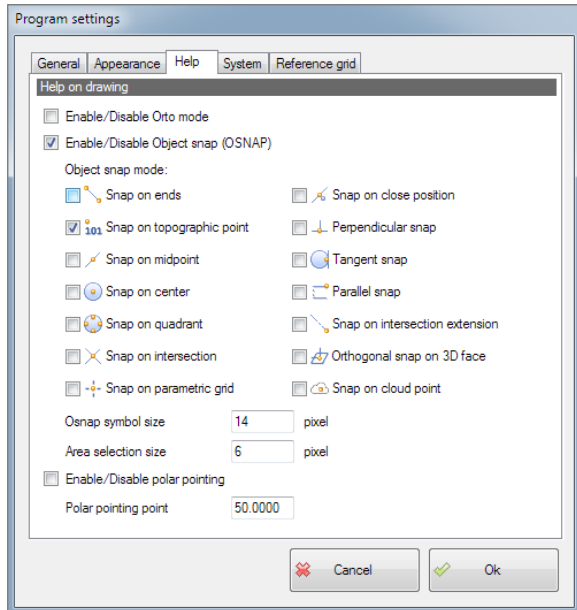 Program settings
General Appearance Help System Reference grid
Help on drawing
Enable/Disable Orto mode
Enable/Disable Object snap (OSNAP)
Object snap mode:
Snap on ends Snap on close position
101 Snap on topographic point Perpendicular snap
Snap on midpoint Tangent snap
Snap on center Parallel snap
Snap on quadrant Snap on intersection extension
Snap on intersection Orthogonal snap on 3D face
Snap on parametric grid Snap on cloud point
Osnap symbol size 14 pixel
Area selection size 6 pixel
Enable/Disable polar pointing
Polar pointing point 50.0000
Cancel Ok